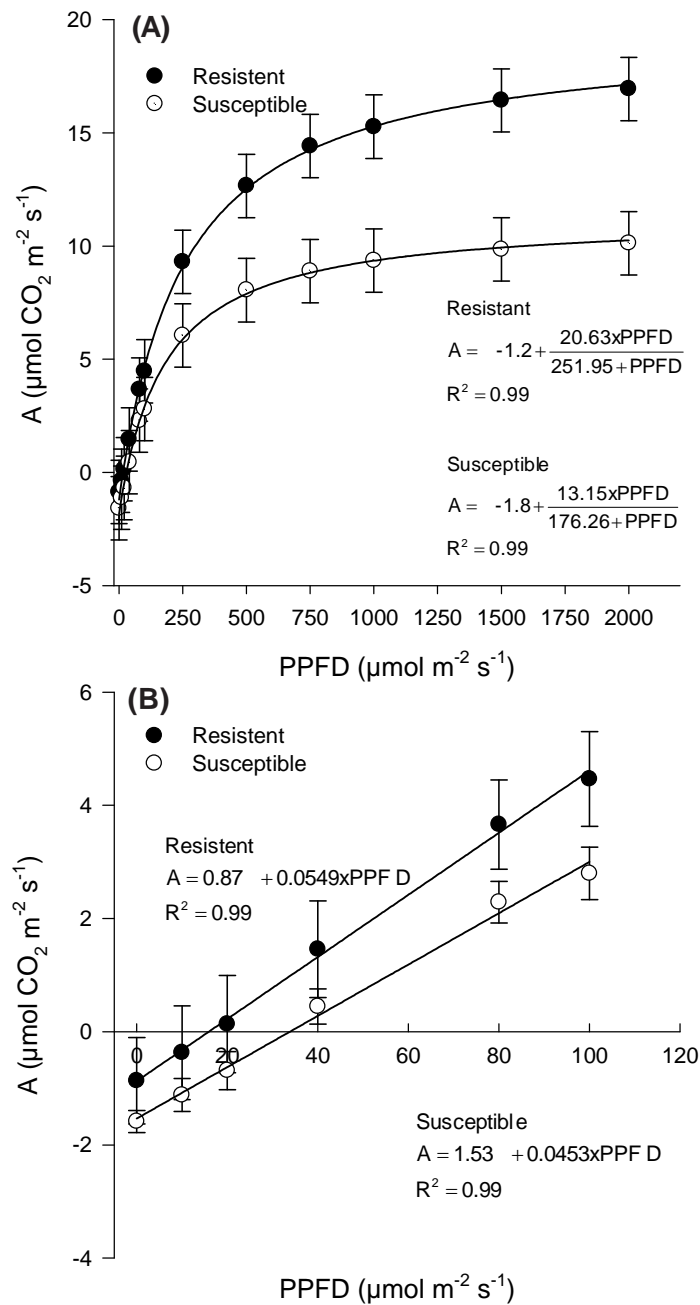 (A)
Resistent
Susceptible
20
15
10
5
0
-5
A (µmol CO₂ m⁻² s⁻¹)
Resistant
A = -1.2 + 20.63xPPFD / 251.95 + PPFD
R² = 0.99
Susceptible
A = -1.8 + 13.15xPPFD / 176.26 + PPFD
R² = 0.99
0 250 500 750 1000 1250 1500 1750 2000
PPFD (µmol m⁻² s⁻¹)
(B)
Resistent
Susceptible
6
4
2
0
-2
-4
A (µmol CO₂ m⁻² s⁻¹)
Resistent
A = 0.87 + 0.0549xPPF D
R² = 0.99
0 20 40 60 80 100 120
Susceptible
A = 1.53 + 0.0453xPPF D
R² = 0.99
PPFD (µmol m⁻² s⁻¹)